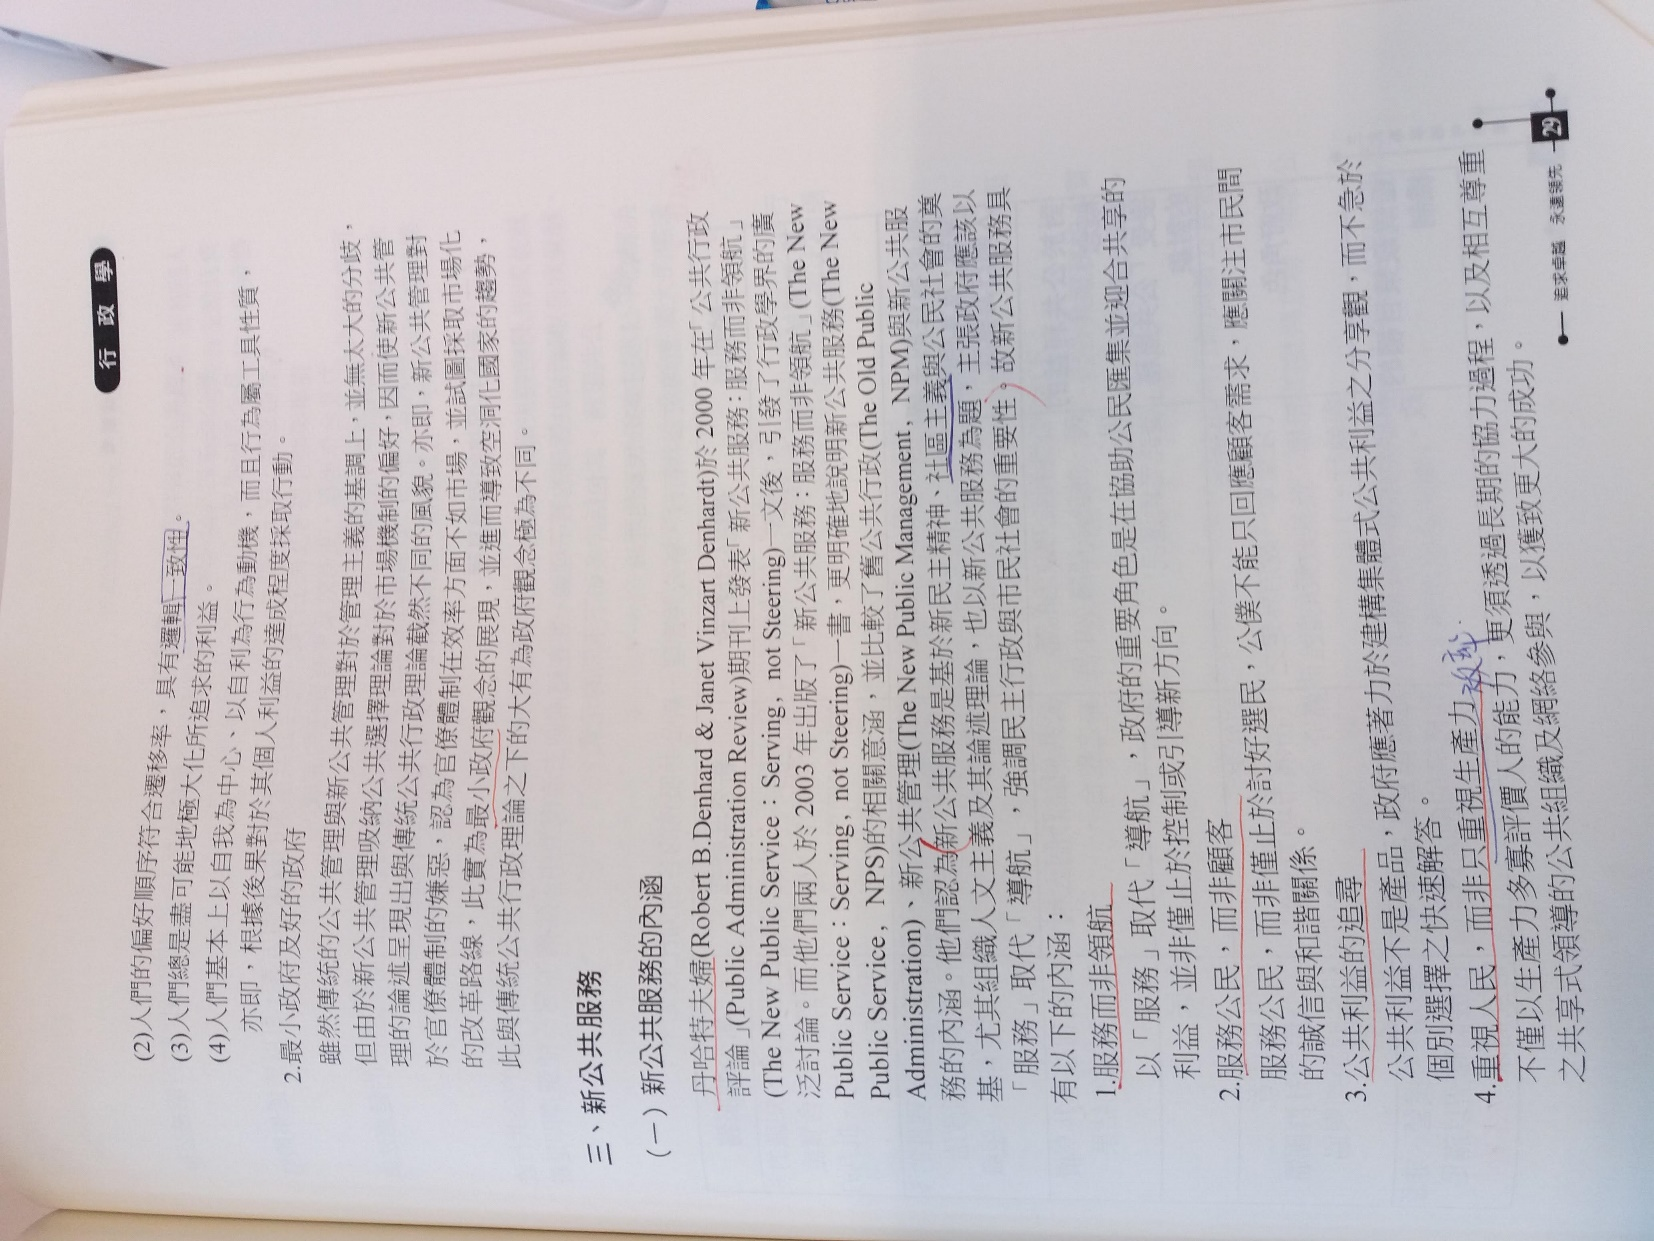 行 政 學
(2)人們的偏好順序符合遷移率，具有邏輯一致性。
(3)人們總是盡可能地極大化所追求的利益。
(4)人們基本上以自我為中心、以自利為行為動機，而且行為屬工具性質，
亦即，根據後果對於其個人利益的達成程度採取行動。
2.最小政府及好的政府
雖然傳統的公共管理與新公共管理對於管理主義的基調上，並無太大的分歧，
但由於新公共管理吸納公共選擇理論對於市場機制的偏好，因而使新公共管
理的論述呈現出與傳統公共行政理論截然不同的風貌。亦即，新公共管理對
於官僚體制的嫌惡，認為官僚體制在效率方面不如市場，並試圖採取市場化
的改革路線，此實為最小政府觀念的展現，並進而導致空洞化國家的趨勢，
此與傳統公共行政理論之下的大有為政府觀念極為不同。
三、新公共服務
(一)新公共服務的內涵
丹哈特夫婦(Robert B.Denhard & Janet Vinzart Denhardt)於 2000 年在「公共行政
評論」(Public Administration Review)期刊上發表「新公共服務：服務而非領航」
(The New Public Service：Serving, not Steering)一文後，引發了行政學界的廣
泛討論。而他們兩人於 2003 年出版了「新公共服務：服務而非領航」(The New
Public Service：Serving, not Steering)一書，更明確地說明新公共服務(The New
Public Service, NPS)的相關意涵，並比較了舊公共行政(The Old Public
Administration)、新公共管理(The New Public Management, NPM)與新公共服
務的內涵。他們認為新公共服務是基於新民主精神、社區主義與公民社會的奠
基，尤其組織人文主義及其論述理論，也以新公共服務為題，主張政府應該以
「服務」取代「導航」，強調民主行政與市民社會的重要性。故新公共服務具
有以下的內涵：
1.服務而非領航
以「服務」取代「導航」，政府的重要角色是在協助公民匯集並迎合共享的
利益，並非僅止於控制或引導新方向。
2.服務公民，而非顧客
服務公民，而非僅止於討好選民，公僕不能只回應顧客需求，應關注市民間
的誠信與和諧關係。
3.公共利益的追尋
公共利益不是產品，政府應著力於建構集體式公共利益之分享觀，而不急於
個別選擇之快速解答。
4.重視人民，而非只重視生產力
不僅以生產力多寡評價人的能力，更須透過長期的協力過程，以及相互尊重
之共享式領導的公共組織及網絡參與，以獲致更大的成功。
追求卓越 永遠領先 29